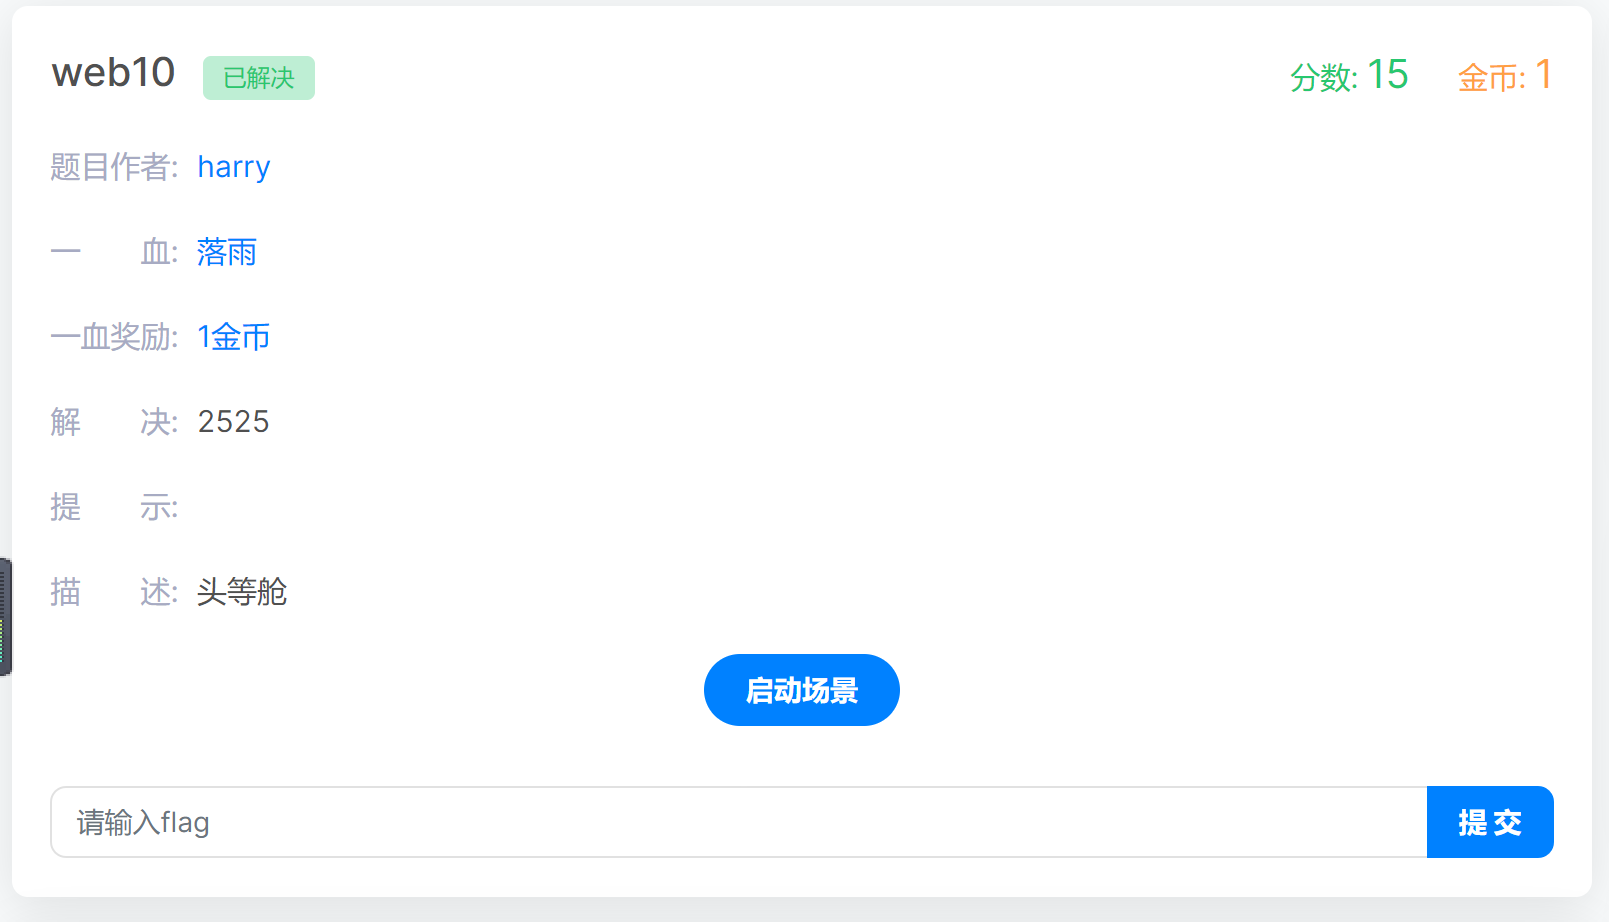 web10 已解决 分数: 15 金币: 1
题目作者: harry
一 血: 落雨
一血奖励: 1金币
解 决: 2525
提 示:
描 述: 头等舱
启动场景
请输入flag 提 交